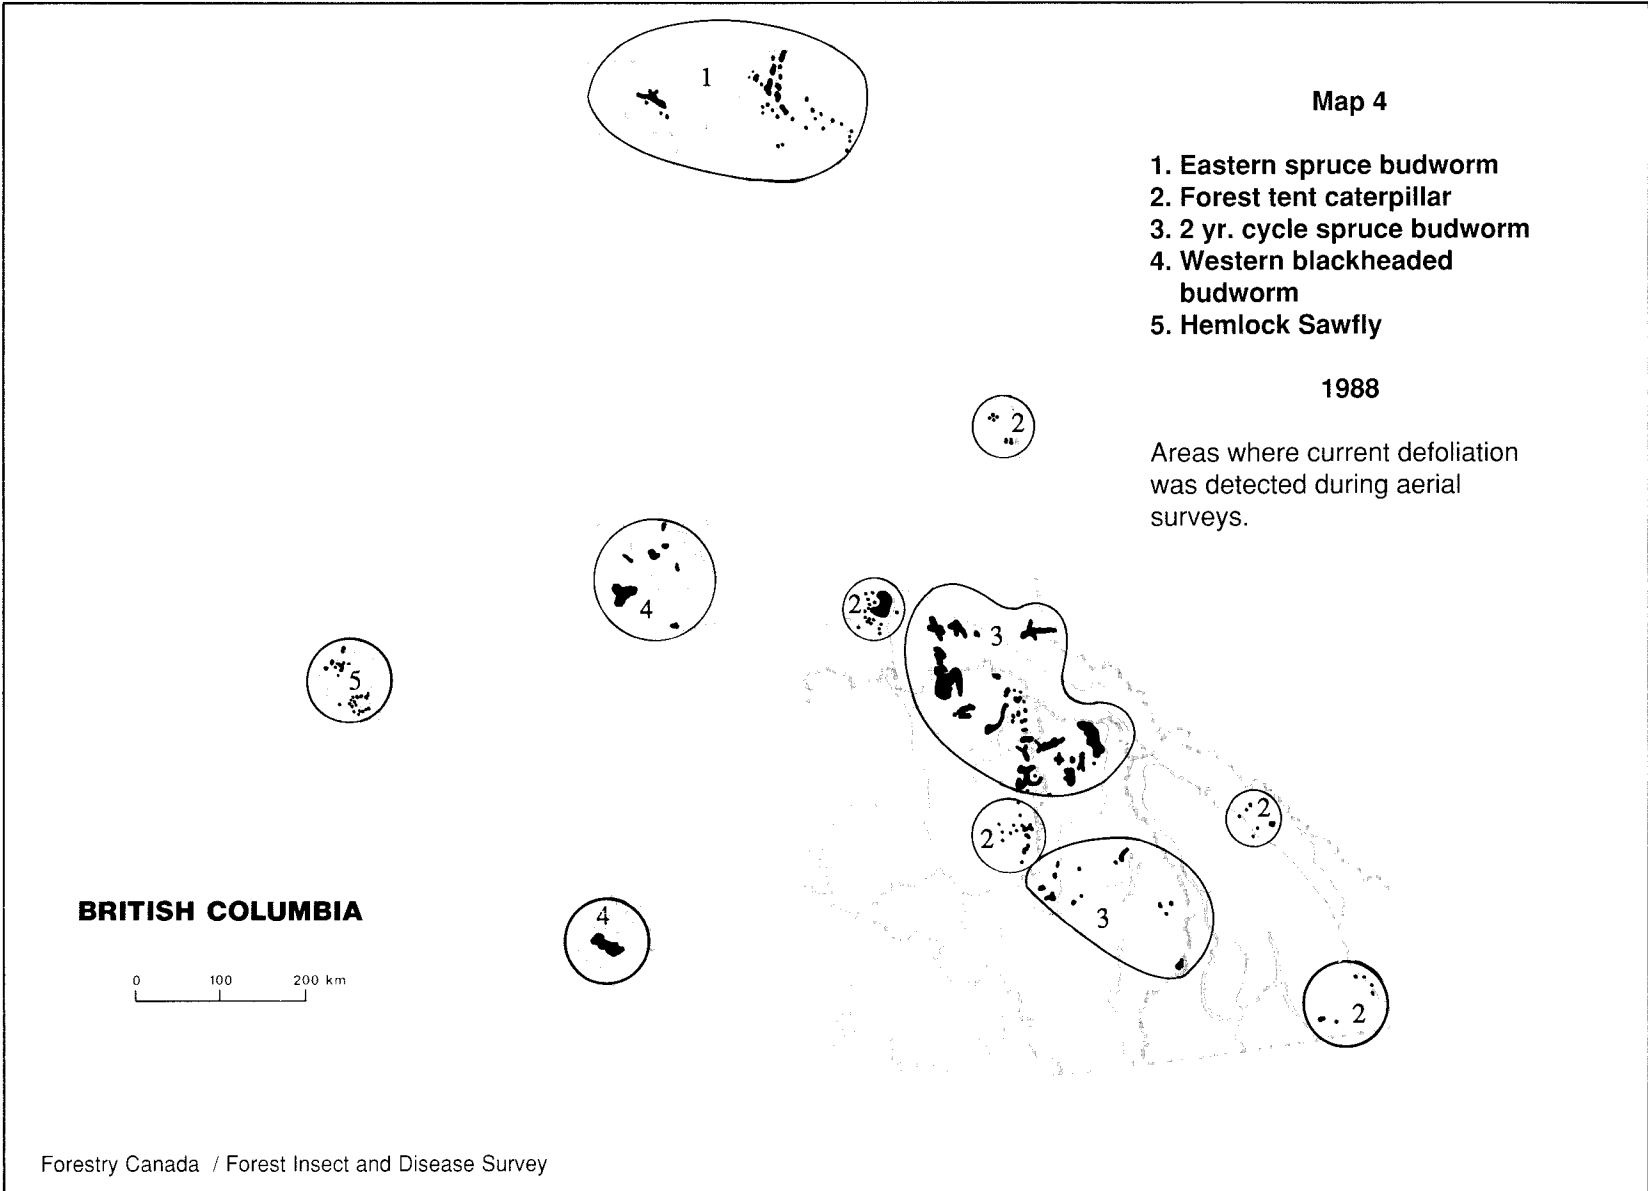 Map 4
1. Eastern spruce budworm
2. Forest tent caterpillar
3. 2 yr. cycle spruce budworm
4. Western blackheaded
budworm
5. Hemlock Sawfly
1988
Areas where current defoliation
was detected during aerial
surveys.
1
2
4
2
3
5
2
2
3
4
2
BRITISH COLUMBIA
0 100 200 km
Forestry Canada / Forest Insect and Disease Survey